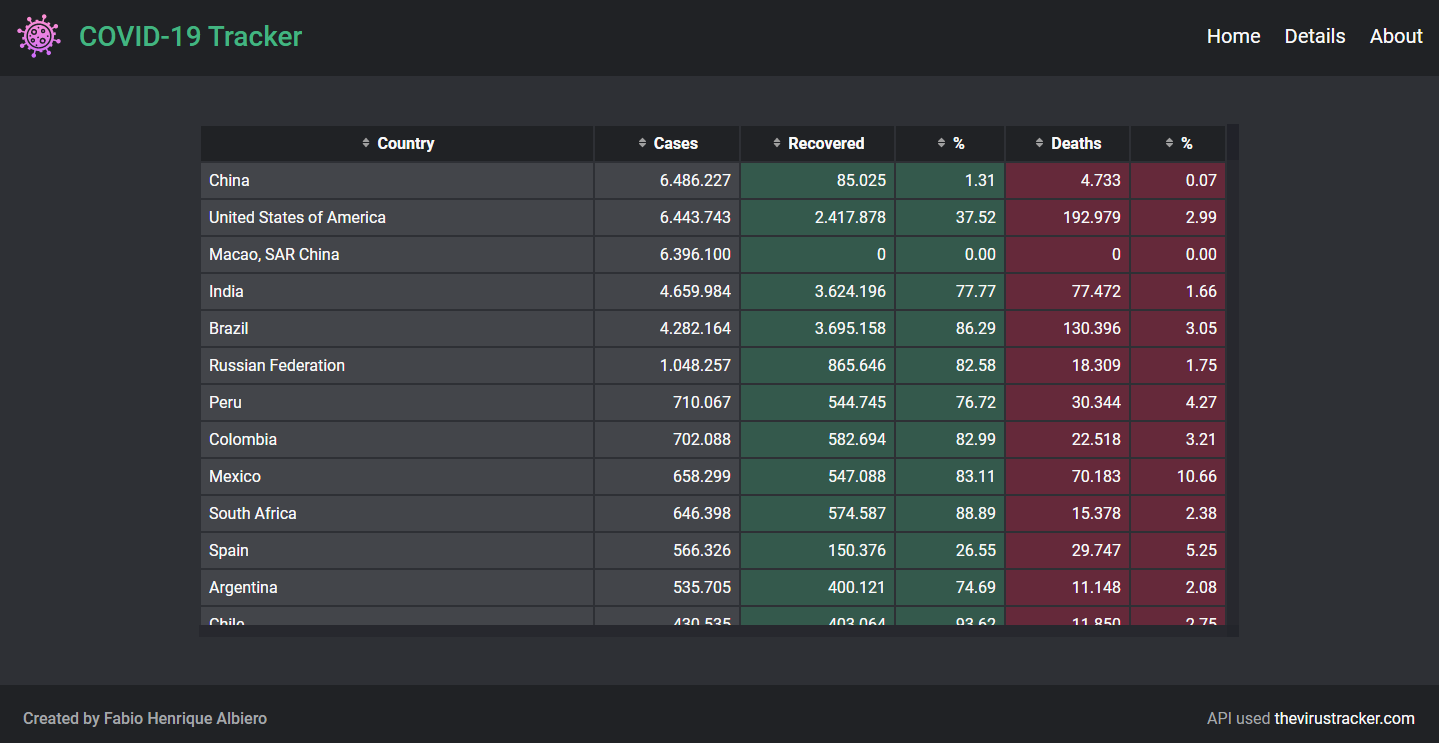 COVID-19 Tracker
Home Details About
Country Cases Recovered % Deaths %
China 6.486.227 85.025 1.31 4.733 0.07
United States of America 6.443.743 2.417.878 37.52 192.979 2.99
Macao, SAR China 6.396.100 0 0.00 0 0.00
India 4.659.984 3.624.196 77.77 77.472 1.66
Brazil 4.282.164 3.695.158 86.29 130.396 3.05
Russian Federation 1.048.257 865.646 82.58 18.309 1.75
Peru 710.067 544.745 76.72 30.344 4.27
Colombia 702.088 582.694 82.99 22.518 3.21
Mexico 658.299 547.088 83.11 70.183 10.66
South Africa 646.398 574.587 88.89 15.378 2.38
Spain 566.326 150.376 26.55 29.747 5.25
Argentina 535.705 400.121 74.69 11.148 2.08
Chile 430.535 403.064 93.62 11.850 2.75
Created by Fabio Henrique Albiero
API used thevirustracker.com